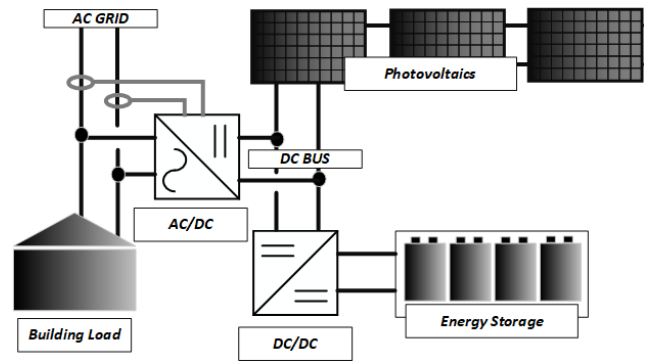 AC GRID
Photovoltaics
DC BUS
AC/DC
Building Load
DC/DC
Energy Storage